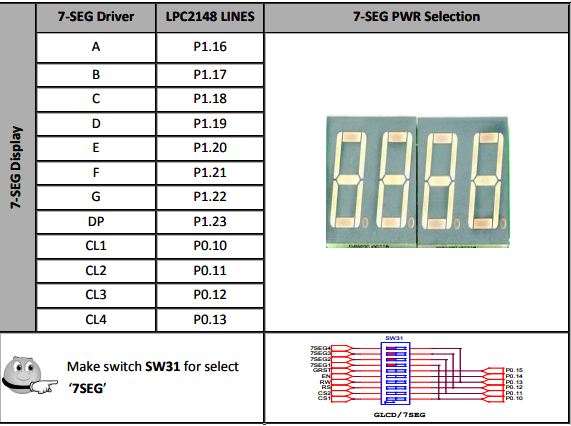 7-SEG Driver LPC2148 LINES 7-SEG PWR Selection
7-SEG Display
A P1.16
B P1.17
C P1.18
D P1.19
E P1.20
F P1.21
G P1.22
DP P1.23
CL1 P0.10
CL2 P0.11
CL3 P0.12
CL4 P0.13
Make switch SW31 for select
‘7SEG’
SW31
7SEG4
7SEG3
7SEG2
7SEG1
GRST P0.15
EN P0.14
RW P0.13
RS P0.12
CS2 P0.11
CS1 P0.10
GLCD/7SEG